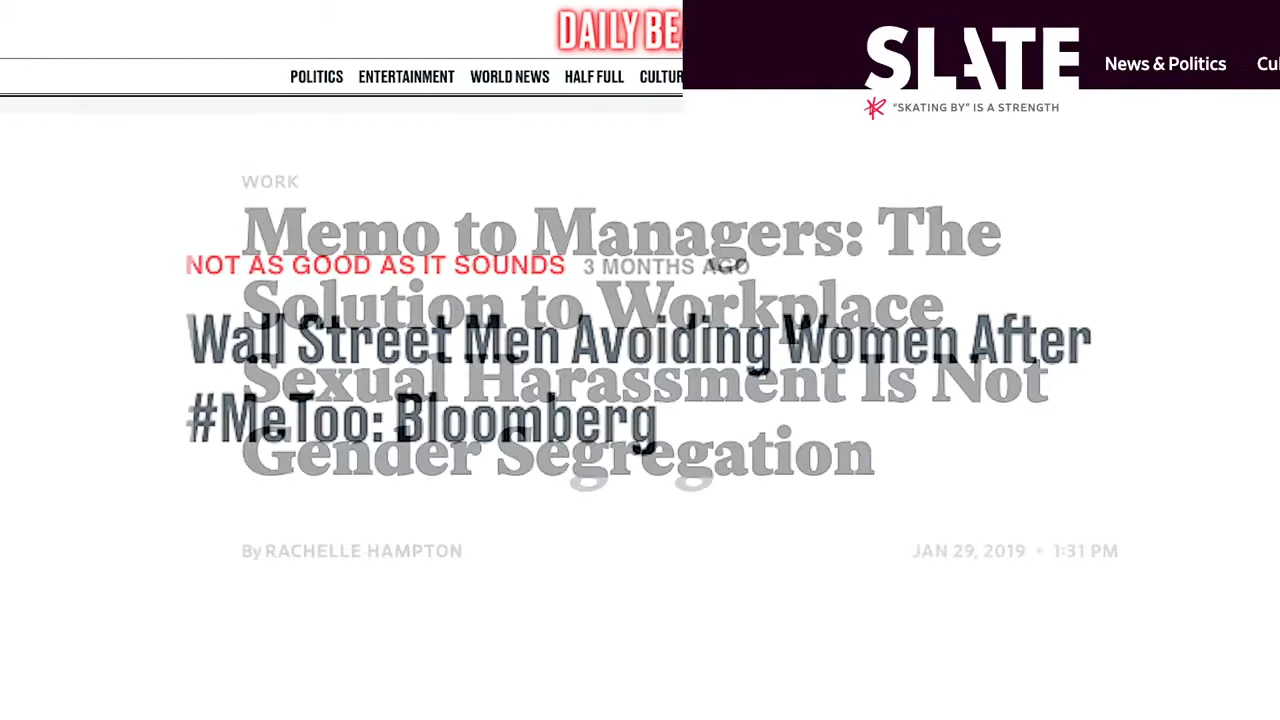 DAILY BE
POLITICS ENTERTAINMENT WORLD NEWS HALF FULL CULTUR
SLATE
News & Politics Cul
"SKATING BY" IS A STRENGTH
WORK
Memo to Managers: The
Solution to Workplace
Sexual Harassment Is Not
Gender Segregation
NOT AS GOOD AS IT SOUNDS 3 MONTHS AGO
Wall Street Men Avoiding Women After
#MeToo: Bloomberg
By RACHELLE HAMPTON
JAN 29, 2019 • 1:31 PM